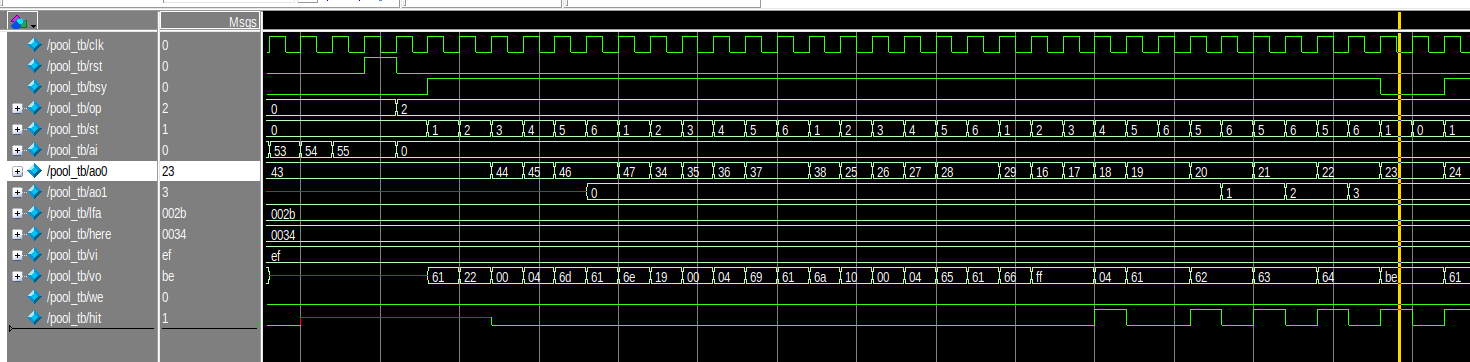 Msgs
/pool_tb/clk 0
/pool_tb/rst 0
/pool_tb/bsy 0
/pool_tb/op 2 0 2
/pool_tb/st 1 0 1 2 3 4 5 6 1 2 3 4 5 6 1 2 3 4 5 6 1 2 3 4 5 6 5 6 5 6 5 6 1 0 1
/pool_tb/ai 0 53 54 55 0
/pool_tb/ao0 23 43 44 45 46 47 34 35 36 37 38 25 26 27 28 29 16 17 18 19 20 21 22 23 24
/pool_tb/ao1 3 0 1 2 3
/pool_tb/lfa 002b 002b
/pool_tb/here 0034 0034
/pool_tb/vi ef ef
/pool_tb/vo be 61 22 00 04 6d 61 6e 19 00 04 69 61 6a 10 00 04 65 61 66 ff 04 61 62 63 64 be 61
/pool_tb/we 0
/pool_tb/hit 1